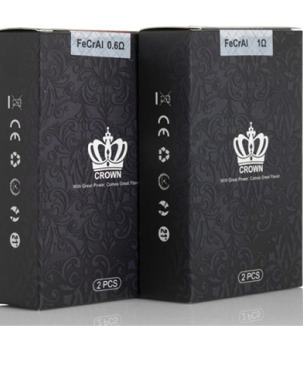 FeCrAl 0.6Ω
CROWN
With Great Power, Comes Great Flavor
2 PCS
FeCrAl 1Ω
CROWN
With Great Power, Comes Great Flavor
2 PCS